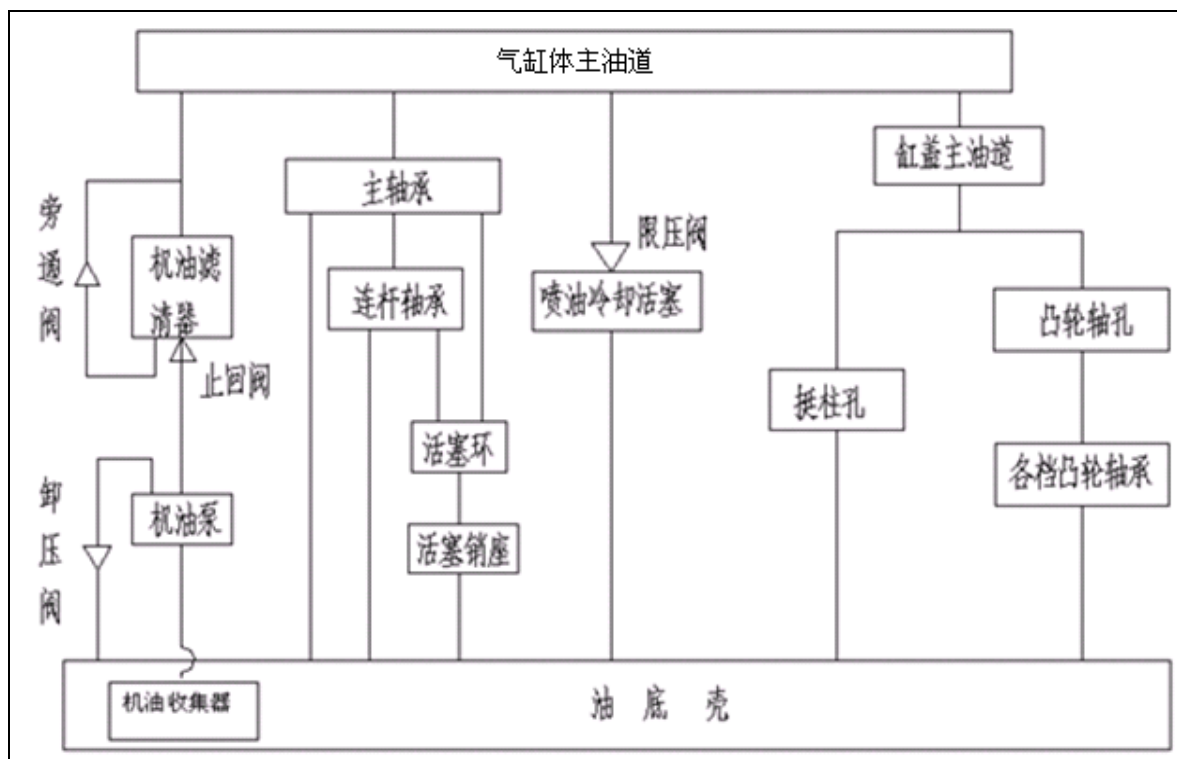 气缸体主油道
缸盖主油道
主轴承
旁通阀
机油滤
清器
限压阀
连杆轴承
喷油冷却活塞
凸轮轴孔
止回阀
挺柱孔
活塞环
各档凸轮轴承
卸压阀
机油泵
活塞销座
机油收集器
油底壳